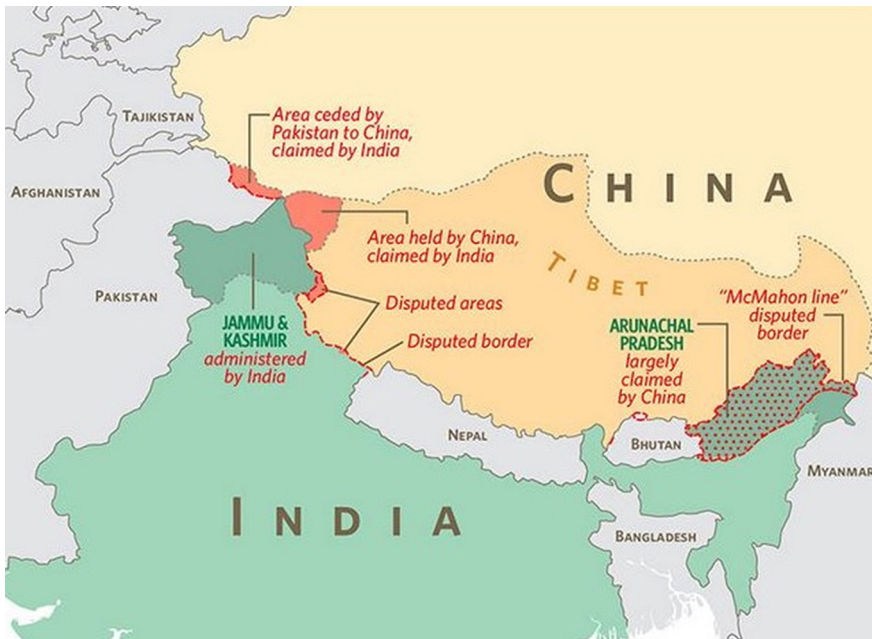 TAJIKISTAN
Area ceded by
Pakistan to China,
claimed by India
AFGHANISTAN
CHINA
Area held by China,
claimed by India
TIBET
PAKISTAN
Disputed areas
"McMahon line"
disputed
border
JAMMU &
KASHMIR
administered
by India
Disputed border
ARUNACHAL
PRADESH
largely
claimed
by China
NEPAL
BHUTAN
MYANMAR
INDIA
BANGLADESH